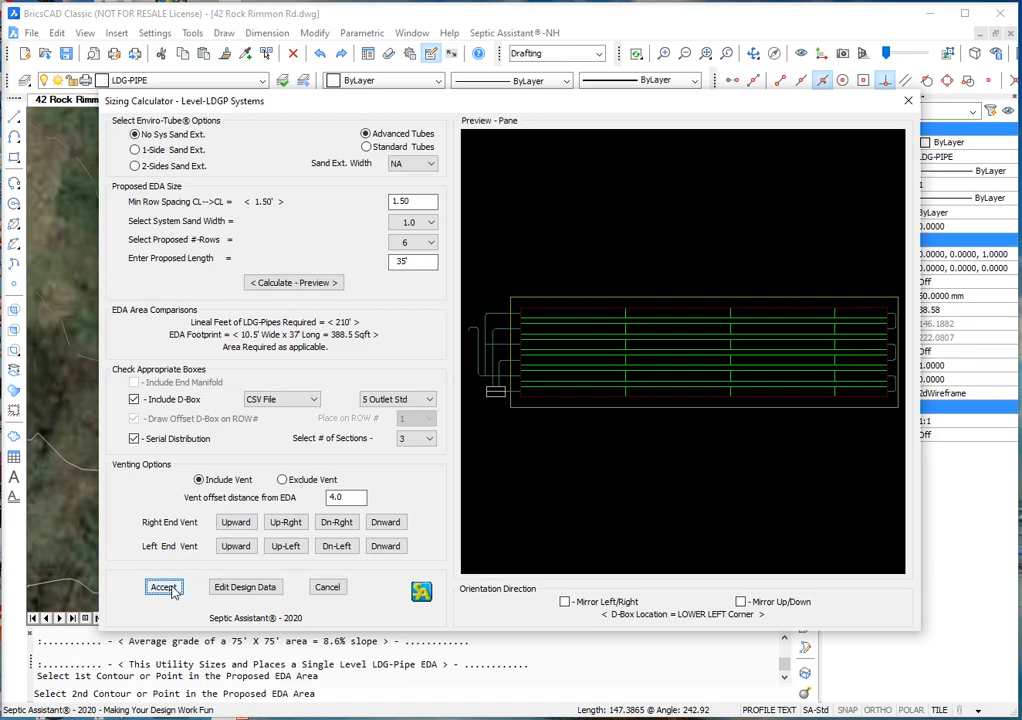 BricsCAD Classic (NOT FOR RESALE License) - [42 Rock Rimmon Rd.dwg]
File Edit View Insert Settings Tools Draw Dimension Modify Parametric Window Help Septic Assistant®-NH
Drafting
LDG-PIPE ByLayer ByLayer ByLayer
42 Rock Rimm
Sizing Calculator - Level-LDGP Systems
Select Enviro-Tube® Options
No Sys Sand Ext.
1-Side Sand Ext.
2-Sides Sand Ext.
Advanced Tubes
Standard Tubes
Sand Ext. Width NA
Proposed EDA Size
Min Row Spacing CL-->CL = < 1.50' > 1.50
Select System Sand Width = 1.0
Select Proposed #-Rows = 6
Enter Proposed Length = 35'
< Calculate - Preview >
EDA Area Comparisons
Lineal Feet of LDG-Pipes Required = < 210' >
EDA Footprint = < 10.5' Wide x 37' Long = 388.5 Sqft >
Area Required as applicable.
Check Appropriate Boxes
- Include End Manifold
- Include D-Box CSV File 5 Outlet Std
- Draw Offset D-Box on ROW# Place on ROW # 1
- Serial Distribution Select # of Sections - 3
Venting Options
Include Vent Exclude Vent
Vent offset distance from EDA 4.0
Right End Vent Upward Up-Rght Dn-Rght Dnward
Left End Vent Upward Up-Left Dn-Left Dnward
Accept Edit Design Data Cancel
SA
Septic Assistant® - 2020
Preview - Pane
Orientation Direction
- Mirror Left/Right - Mirror Up/Down
< D-Box Location = LOWER LEFT Corner >
ByLayer
LDG-PIPE
ByLayer
1
ByLayer
ByLayer
0.0000
0.0000, 0.0000, 1.0000
0.0000, 0.0000, 0.0000
Off
60.0000 mm
88.58
146.1882
222.0807
Off
1.0000
0.0000
0.0000
2dWireframe
1:1
Off
:............ - < Average grade of a 75' X 75' area = 8.6% slope > - ............
:............ - < This Utility Sizes and Places a Single Level LDG-Pipe EDA > - ............
Select 1st Contour or Point in the Proposed EDA Area
Select 2nd Contour or Point in the Proposed EDA Area
Septic Assistant® - 2020 - Making Your Design Work Fun
Length: 147.3865 @ Angle: 242.92 PROFILE TEXT SA-Std SNAP ORTHO POLAR TILE